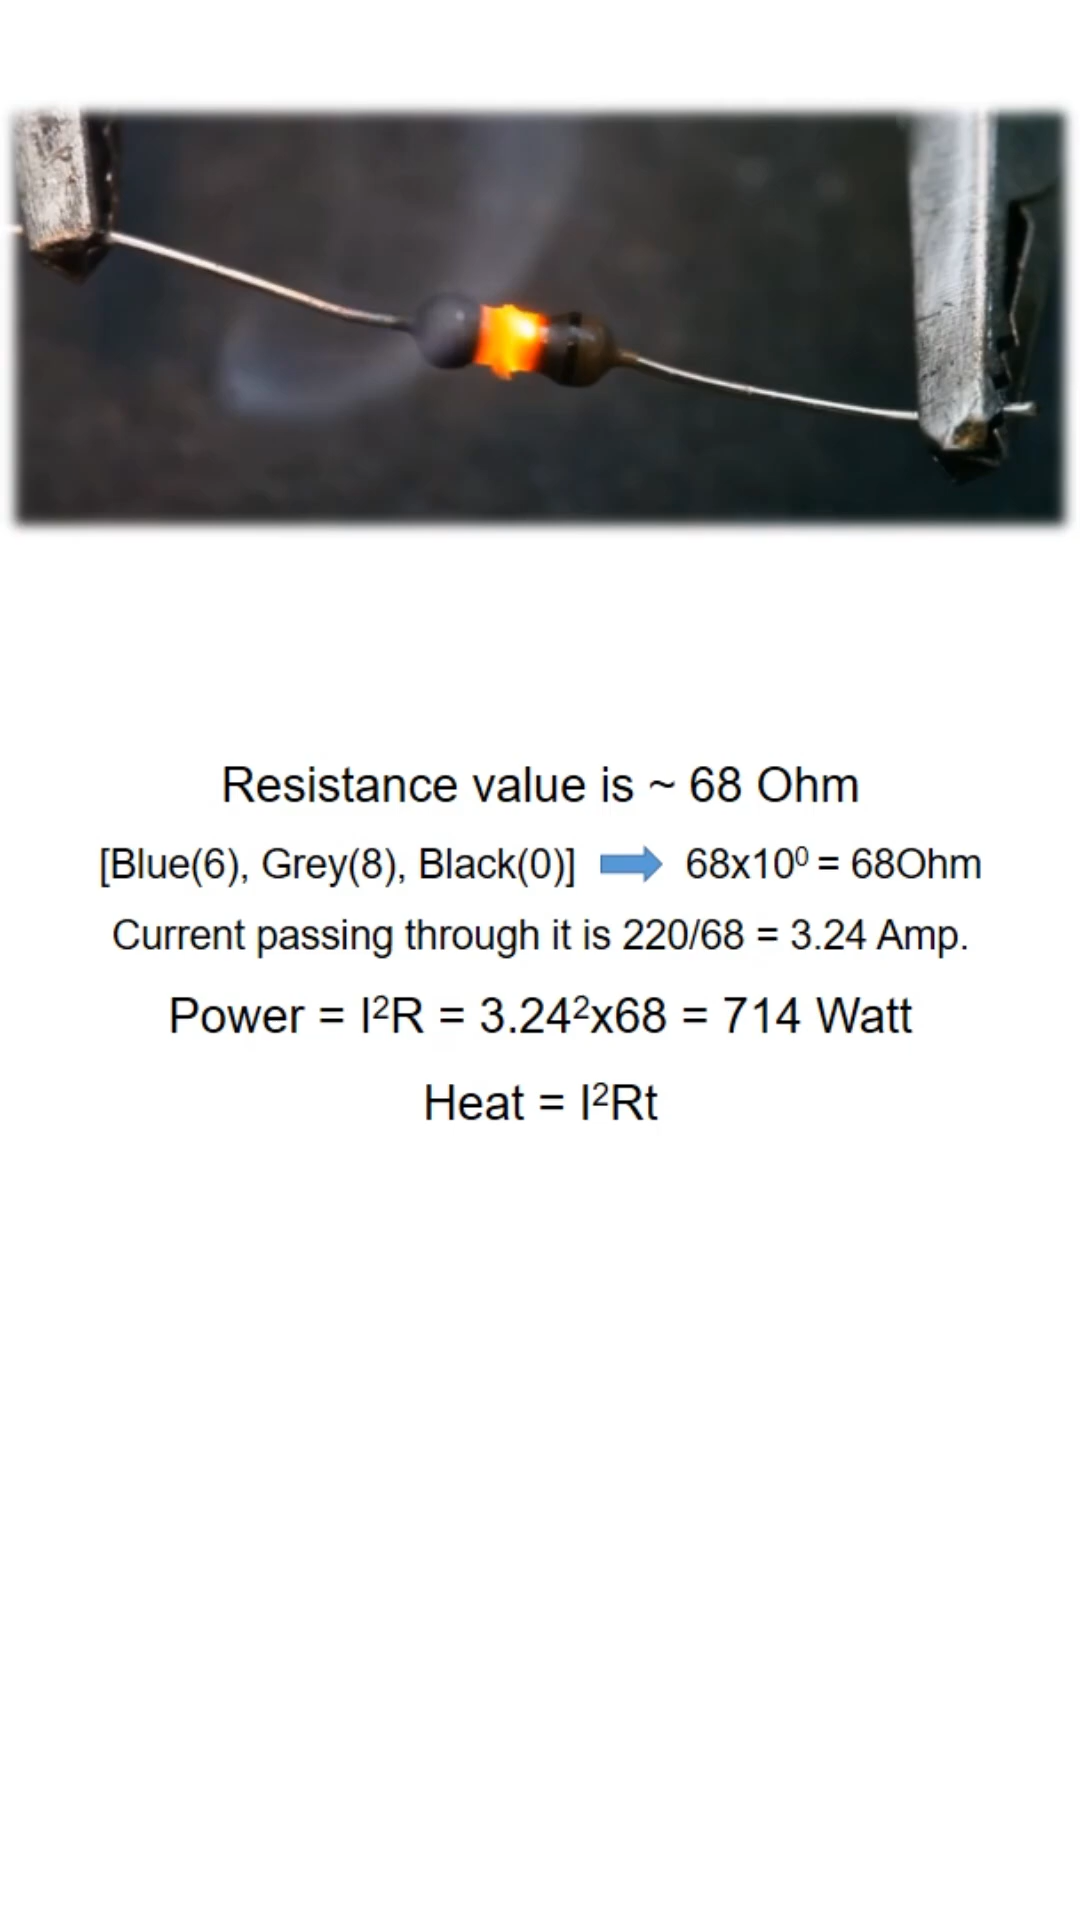 Resistance value is ~ 68 Ohm
[Blue(6), Grey(8), Black(0)] 68x10⁰ = 68Ohm
Current passing through it is 220/68 = 3.24 Amp.
Power = I²R = 3.24²x68 = 714 Watt
Heat = I²Rt